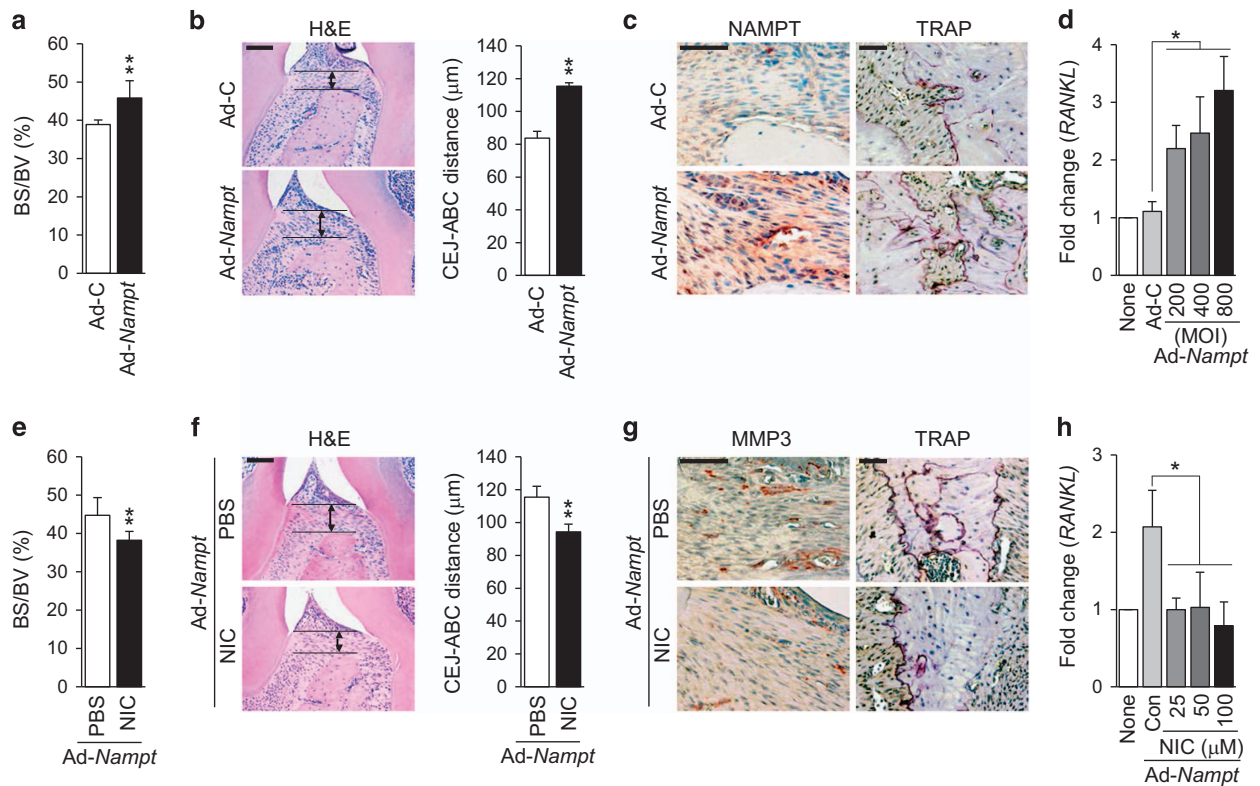 a
BS/BV (%)
60
50
40
30
20
10
0
**
Ad-C
Ad-Nampt
b
H&E
Ad-C
Ad-Nampt
CEJ-ABC distance (μm)
140
120
100
80
60
40
20
0
**
Ad-C
Ad-Nampt
c
NAMPT
TRAP
Ad-C
Ad-Nampt
d
Fold change (RANKL)
4
3
2
1
0
*
None
Ad-C
200
400
800
(MOI)
Ad-Nampt
e
BS/BV (%)
60
50
40
30
20
10
0
**
PBS
NIC
Ad-Nampt
f
H&E
Ad-Nampt
PBS
NIC
CEJ-ABC distance (μm)
140
120
100
80
60
40
20
0
**
PBS
NIC
Ad-Nampt
g
MMP3
TRAP
Ad-Nampt
PBS
NIC
h
Fold change (RANKL)
3
2
1
0
*
None
Con
25
50
100
NIC (μM)
Ad-Nampt